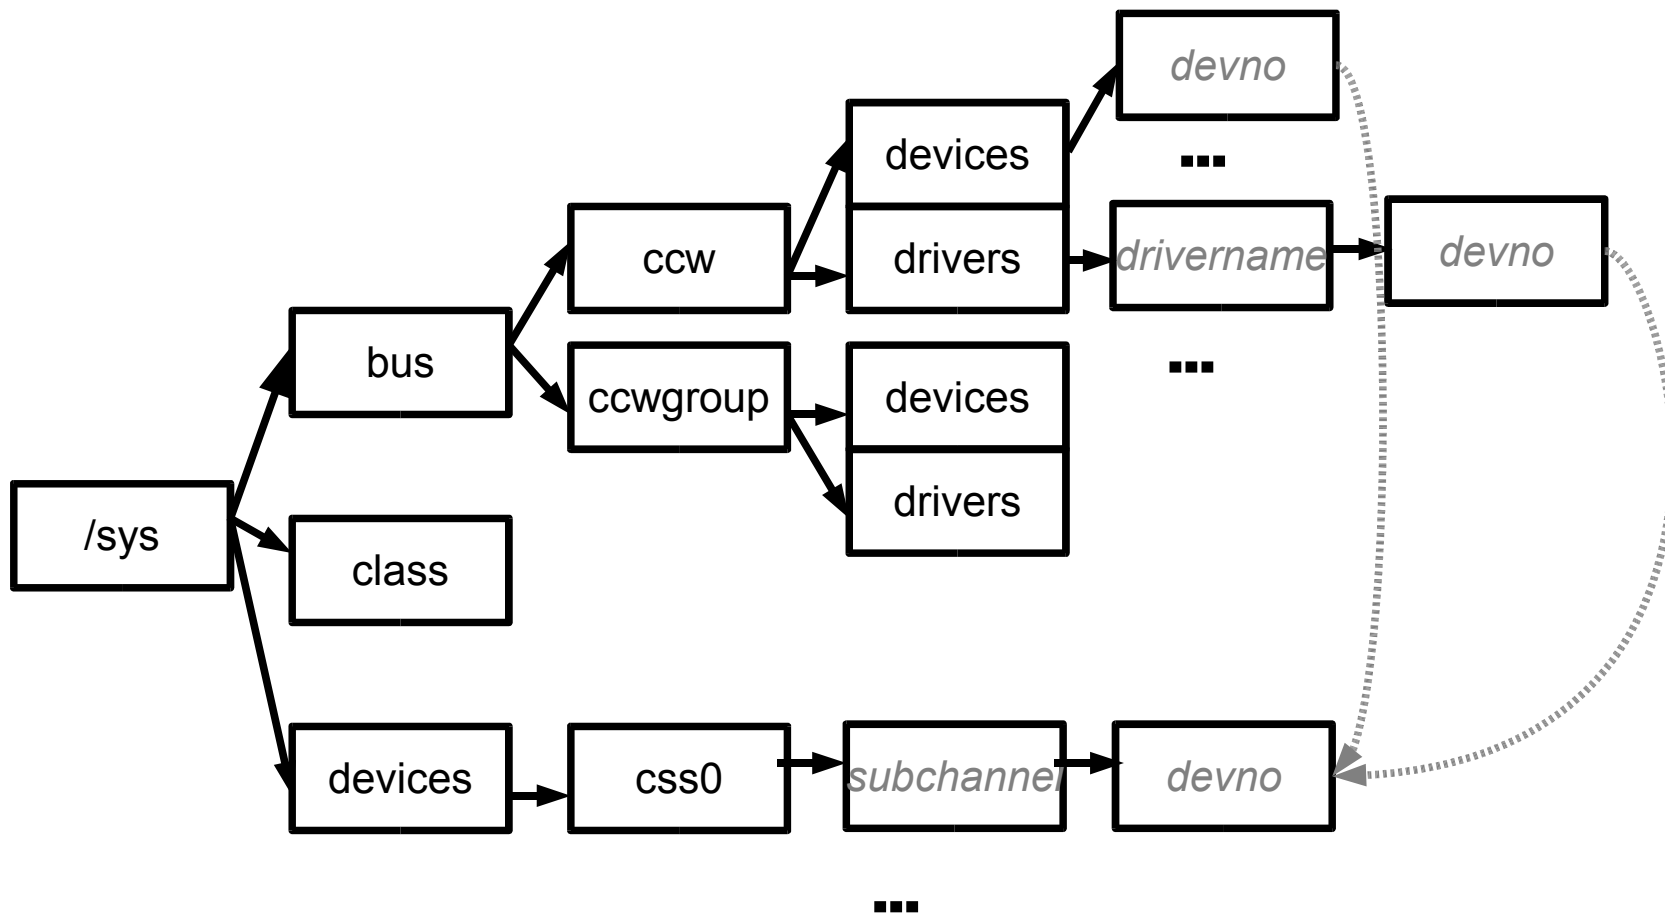 devno
devices
...
ccw
drivers
drivername
devno
bus
...
ccwgroup
devices
drivers
/sys
class
devices
css0
subchannel
devno
...